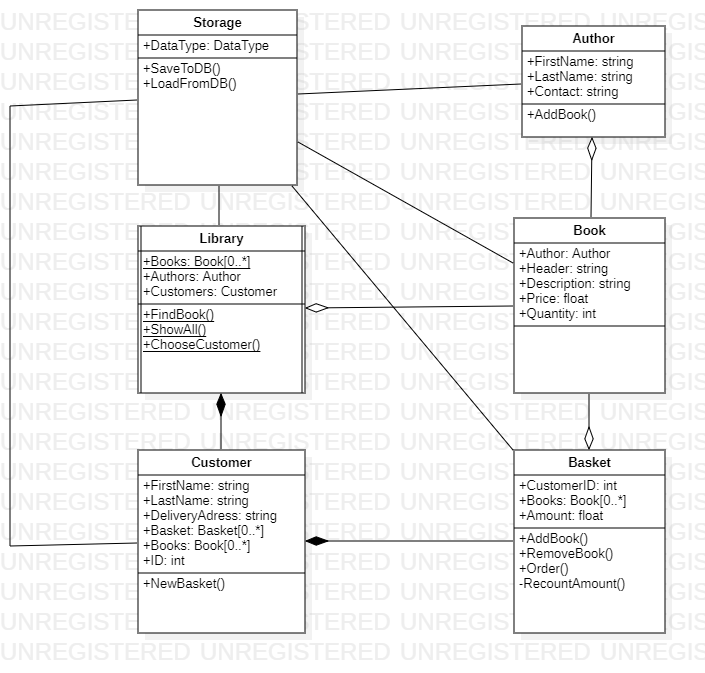 Storage
+DataType: DataType
+SaveToDB()
+LoadFromDB()
Author
+FirstName: string
+LastName: string
+Contact: string
+AddBook()
Library
+Books: Book[0..*]
+Authors: Author
+Customers: Customer
+FindBook()
+ShowAll()
+ChooseCustomer()
Book
+Author: Author
+Header: string
+Description: string
+Price: float
+Quantity: int
Customer
+FirstName: string
+LastName: string
+DeliveryAdress: string
+Basket: Basket[0..*]
+Books: Book[0..*]
+ID: int
+NewBasket()
Basket
+CustomerID: int
+Books: Book[0..*]
+Amount: float
+AddBook()
+RemoveBook()
+Order()
-RecountAmount()
UNREGISTERED UNREGISTERED UNREGISTERED UNREGIS